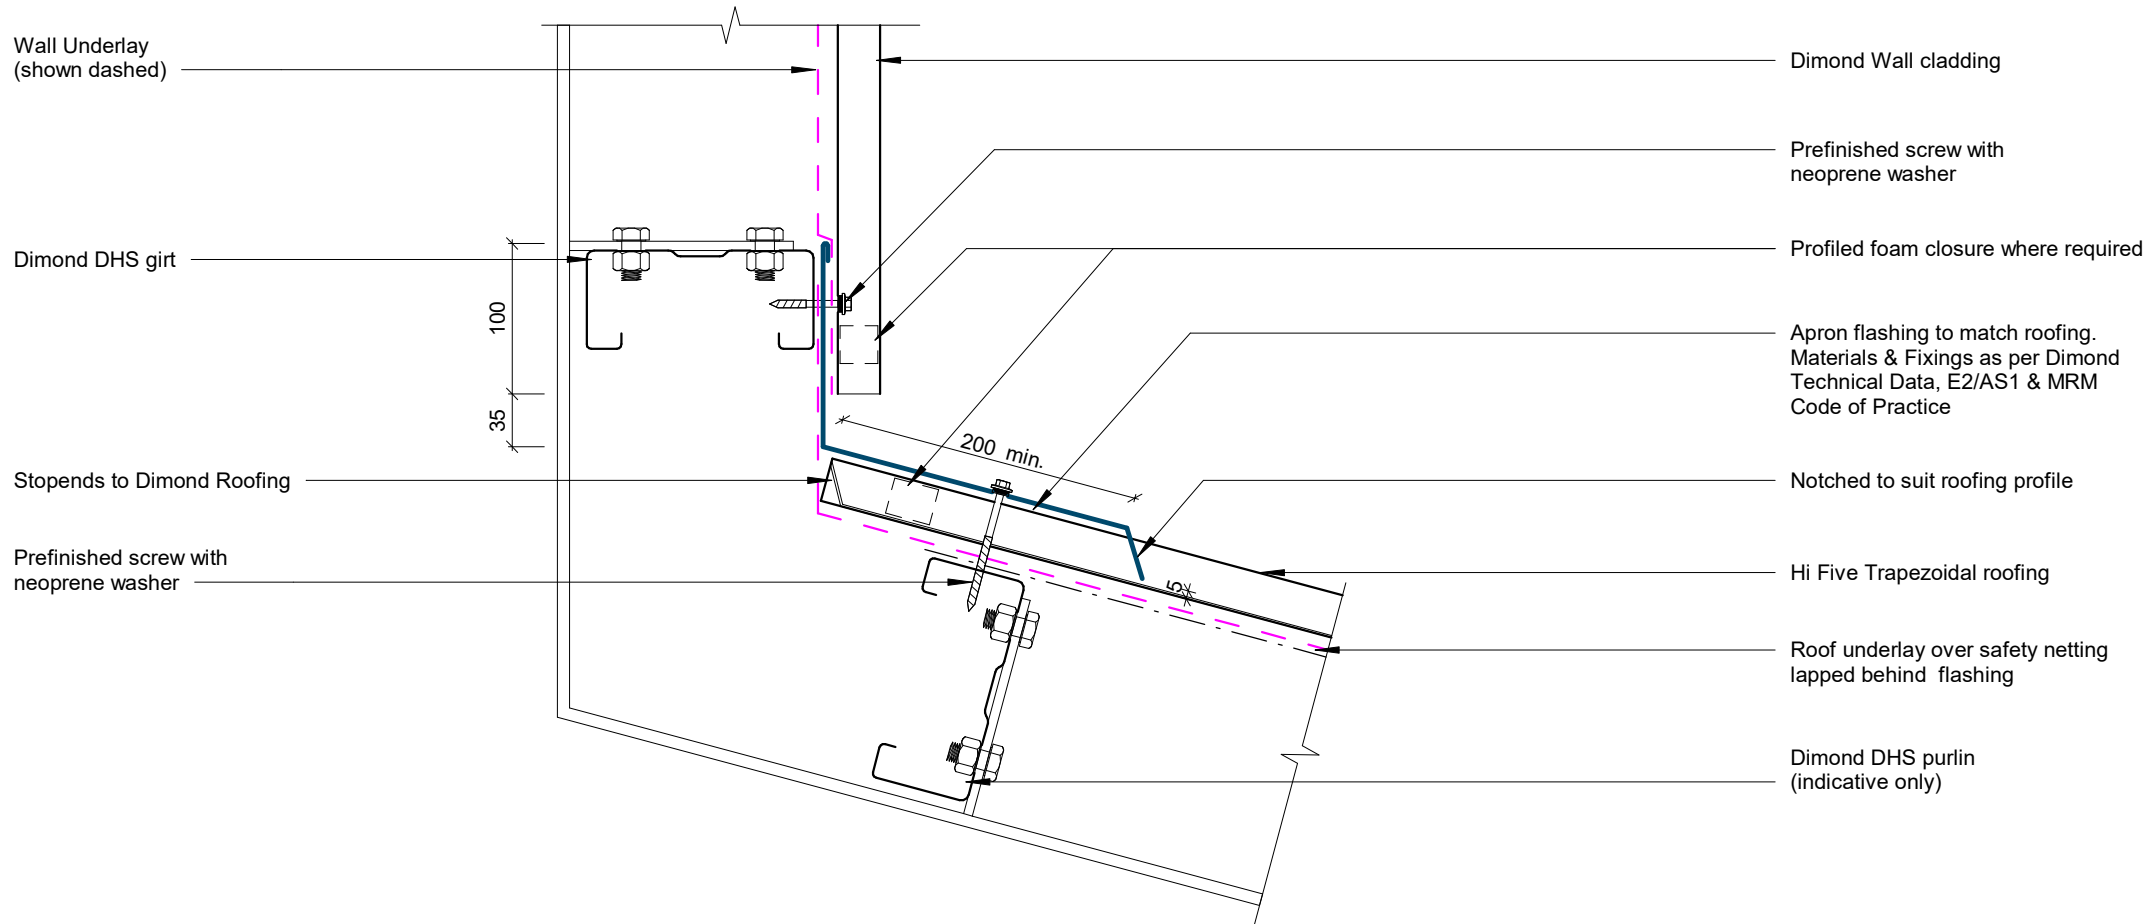 Wall Underlay
(shown dashed)
Dimond DHS girt
100
35
Stopends to Dimond Roofing
Prefinished screw with
neoprene washer
200 min.
5
Dimond Wall cladding
Prefinished screw with
neoprene washer
Profiled foam closure where required
Apron flashing to match roofing.
Materials & Fixings as per Dimond
Technical Data, E2/AS1 & MRM
Code of Practice
Notched to suit roofing profile
Hi Five Trapezoidal roofing
Roof underlay over safety netting
lapped behind flashing
Dimond DHS purlin
(indicative only)